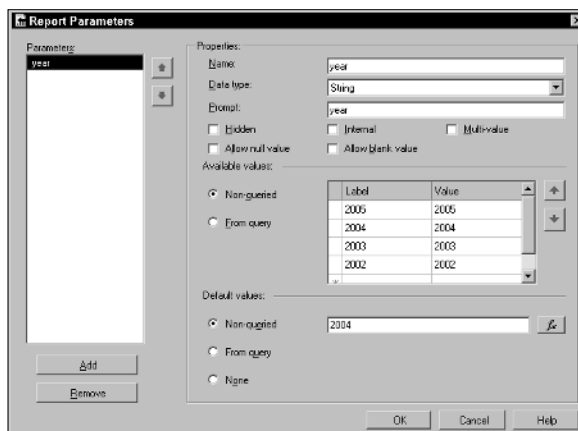 Report Parameters
Parameters:
year
Add
Remove
Properties:
Name: year
Data type: String
Prompt: year
Hidden Internal Multi-value
Allow null value Allow blank value
Available values:
Non-queried
From query
Label Value
2005 2005
2004 2004
2003 2003
2002 2002
*
Default values:
Non-queried 2004 fx
From query
None
OK Cancel Help